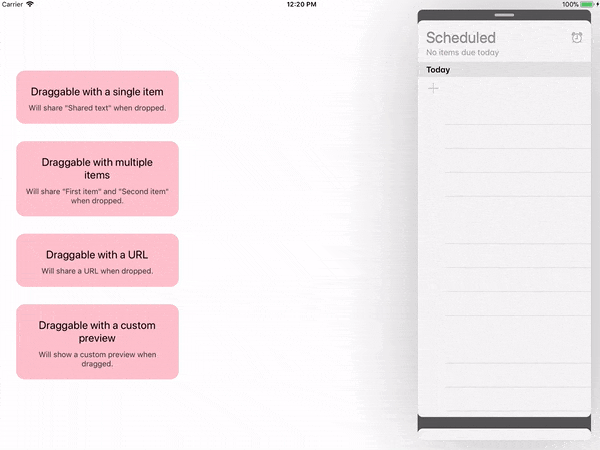 Carrier
12:20 PM
100%
Draggable with a single item
Will share "Shared text" when dropped.
Draggable with multiple
items
Will share "First item" and "Second item"
when dropped.
Draggable with a URL
Will share a URL when dropped.
Draggable with a custom
preview
Will show a custom preview when
dragged.
Scheduled
No items due today
Today